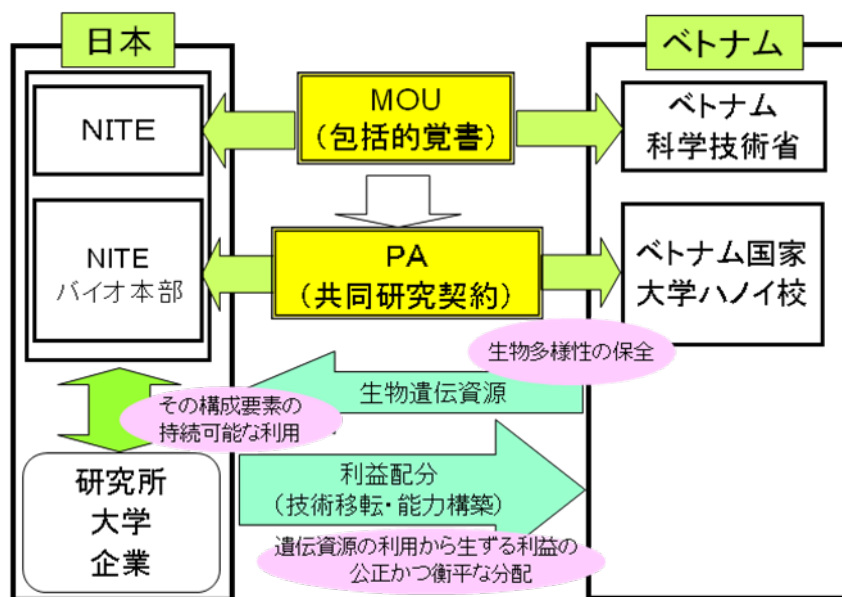 日本
ベトナム
NITE
MOU
(包括的覚書)
ベトナム
科学技術省
NITE
バイオ本部
PA
(共同研究契約)
ベトナム国家
大学ハノイ校
生物多様性の保全
生物遺伝資源
その構成要素の
持続可能な利用
研究所
大学
企業
利益配分
(技術移転・能力構築)
遺伝資源の利用から生ずる利益の
公正かつ衡平な分配